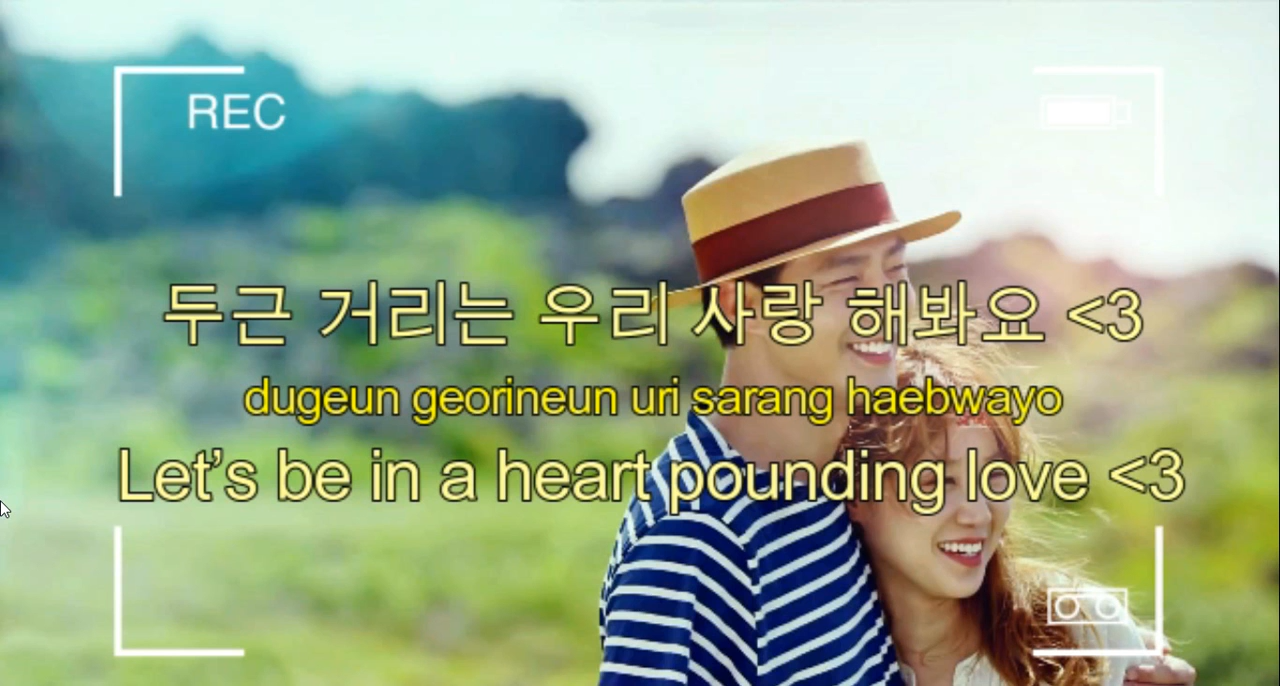 REC
두근 거리는 우리 사랑 해봐요 <3
dugeun georineun uri sarang haebwayo
Let’s be in a heart pounding love <3